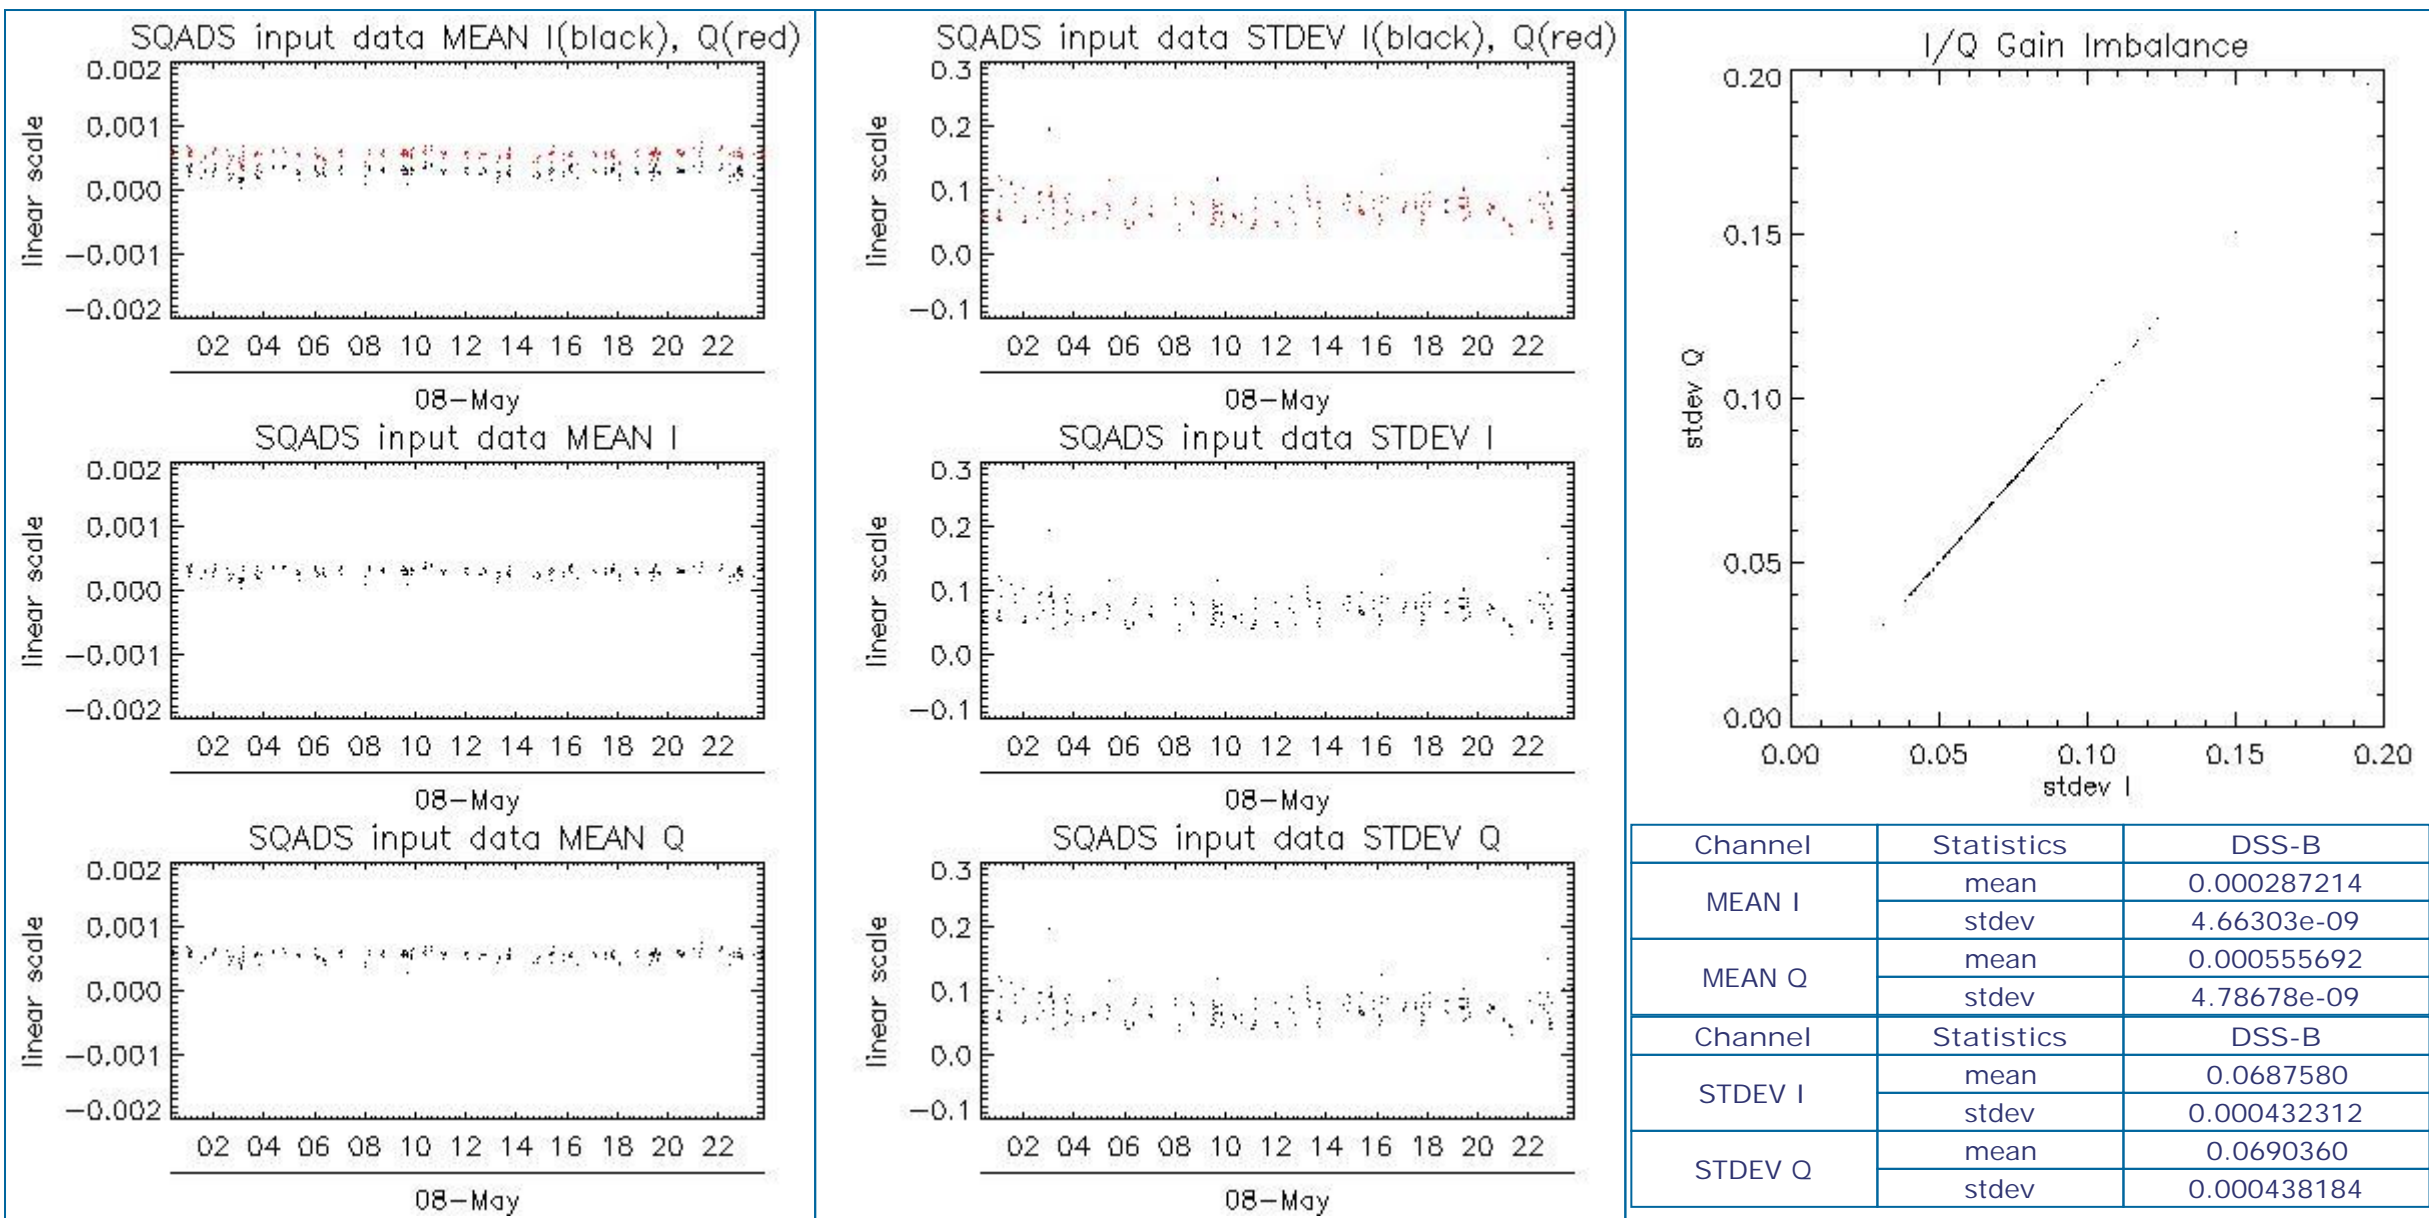 SQADS input data MEAN I(black), Q(red)
0.002
0.001
0.000
-0.001
-0.002
linear scale
02 04 06 08 10 12 14 16 18 20 22
08-May
SQADS input data MEAN I
0.002
0.001
0.000
-0.001
-0.002
linear scale
02 04 06 08 10 12 14 16 18 20 22
08-May
SQADS input data MEAN Q
0.002
0.001
0.000
-0.001
-0.002
linear scale
02 04 06 08 10 12 14 16 18 20 22
08-May
SQADS input data STDEV I(black), Q(red)
0.3
0.2
0.1
0.0
-0.1
linear scale
02 04 06 08 10 12 14 16 18 20 22
08-May
SQADS input data STDEV I
0.3
0.2
0.1
0.0
-0.1
linear scale
02 04 06 08 10 12 14 16 18 20 22
08-May
SQADS input data STDEV Q
0.3
0.2
0.1
0.0
-0.1
linear scale
02 04 06 08 10 12 14 16 18 20 22
08-May
I/Q Gain Imbalance
0.20
0.15
0.10
0.05
0.00
stdev Q
0.00 0.05 0.10 0.15 0.20
stdev I
Channel Statistics DSS-B
MEAN I mean 0.000287214
stdev 4.66303e-09
MEAN Q mean 0.000555692
stdev 4.78678e-09
Channel Statistics DSS-B
STDEV I mean 0.0687580
stdev 0.000432312
STDEV Q mean 0.0690360
stdev 0.000438184